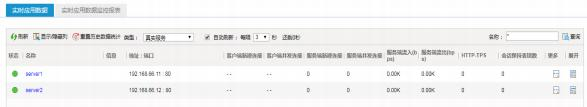 实时应用数据 实时应用数据监控报表
刷新 显示/隐藏列 重置历史数据统计 类型： 真实服务 自动刷新：每隔 3 秒 还剩0秒 名称： * 查询
状态 名称 信息 地址：端口 客户端新建连接 客户端并发连接 服务端新建连接 服务端并发连接 服务端流入(bps) 服务端流出(bps) HTTP-TPS 会话保持表现数 更多 展开
server1 192.168.66.11 : 80 -- -- 0 0 0.00K 0.00K 0 0
server2 192.168.66.12 : 80 -- -- 0 0 0.00K 0.00K 0 0